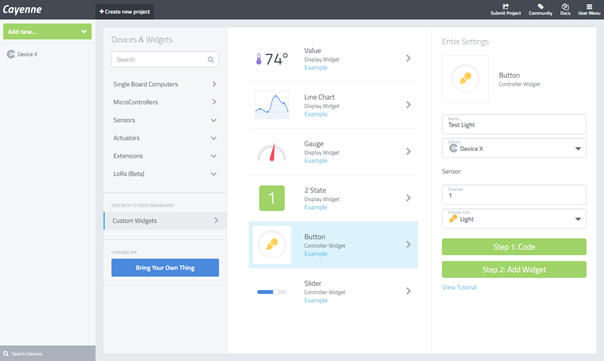 Cayenne
+ Create new project
Submit Project
Community
Docs
User Menu
Add new...
Device X
Search Devices
Devices & Widgets
Search
Single Board Computers
MicroControllers
Sensors
Actuators
Extensions
LoRa (Beta)
ADD DATA TO YOUR DASHBOARD
Custom Widgets
CAYENNE API
Bring Your Own Thing
74°
Value
Display Widget
Example
Line Chart
Display Widget
Example
Gauge
Display Widget
Example
1
2 State
Display Widget
Example
Button
Controller Widget
Example
Slider
Controller Widget
Example
Enter Settings
Button
Controller Widget
Name
Test Light
Device
Device X
Sensor
Channel
1
Choose Icon
Light
Step 1: Code
Step 2: Add Widget
View Tutorial